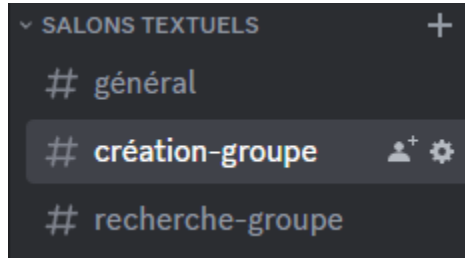 SALONS TEXTUELS
# général
# création-groupe
# recherche-groupe